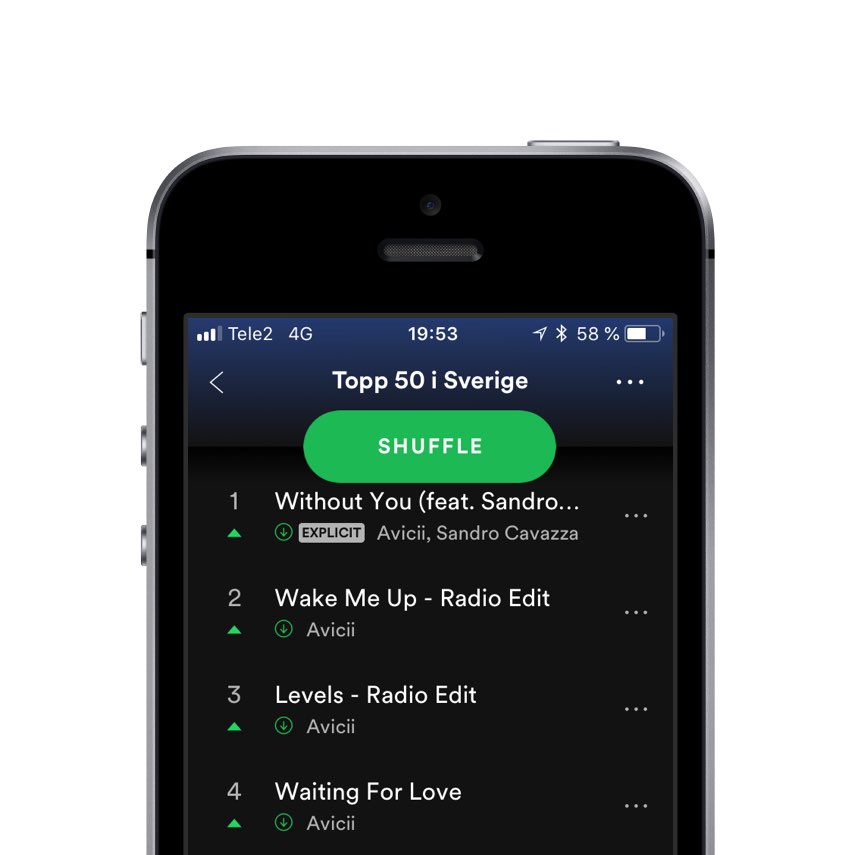 Tele2 4G 19:53 58 %
Topp 50 i Sverige
SHUFFLE
1 Without You (feat. Sandro...
EXPLICIT Avicii, Sandro Cavazza
2 Wake Me Up - Radio Edit
Avicii
3 Levels - Radio Edit
Avicii
4 Waiting For Love
Avicii